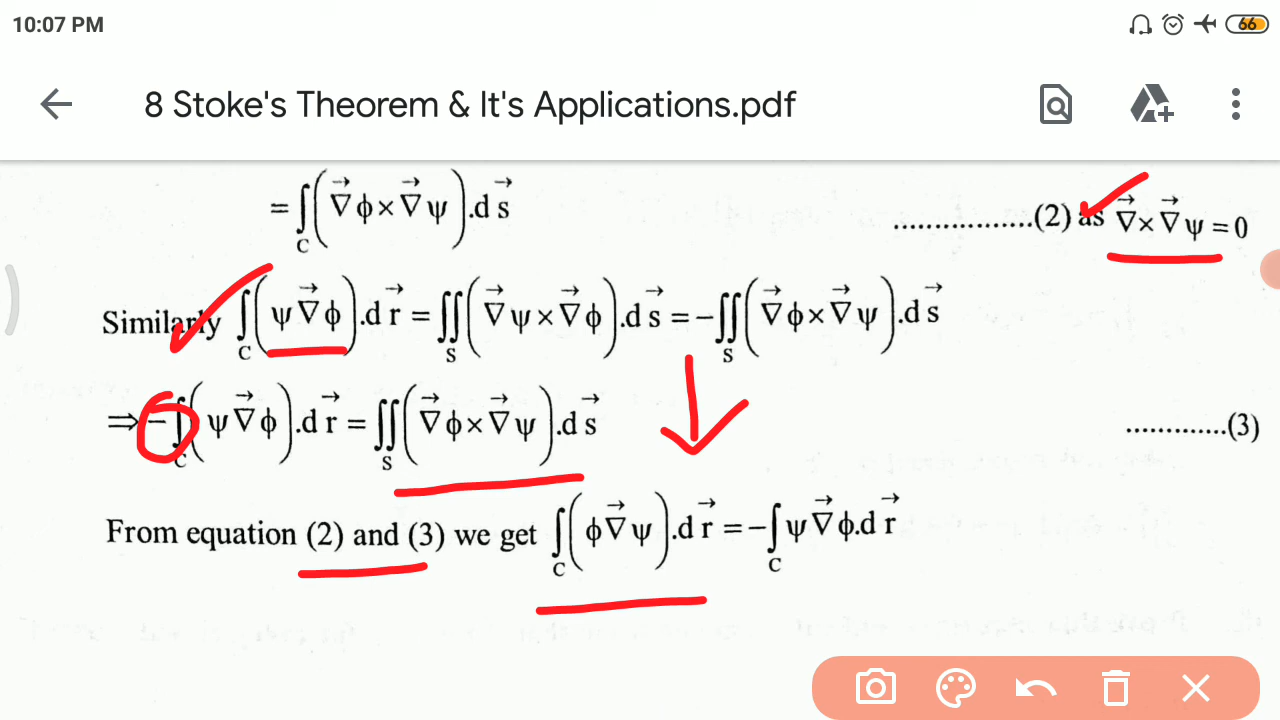 10:07 PM
66
8 Stoke's Theorem & It's Applications.pdf
= ∫_C (∇⃗φ×∇⃗ψ).ds⃗ ..................(2) as ∇⃗×∇⃗ψ = 0
Similarly ∫_C (ψ∇⃗φ).dr⃗ = ∬_S (∇⃗ψ×∇⃗φ).ds⃗ = −∬_S (∇⃗φ×∇⃗ψ).ds⃗
⇒ −∫_C (ψ∇⃗φ).dr⃗ = ∬_S (∇⃗φ×∇⃗ψ).ds⃗ .............(3)
From equation (2) and (3) we get ∫_C (φ∇⃗ψ).dr⃗ = −∫_C ψ∇⃗φ.dr⃗